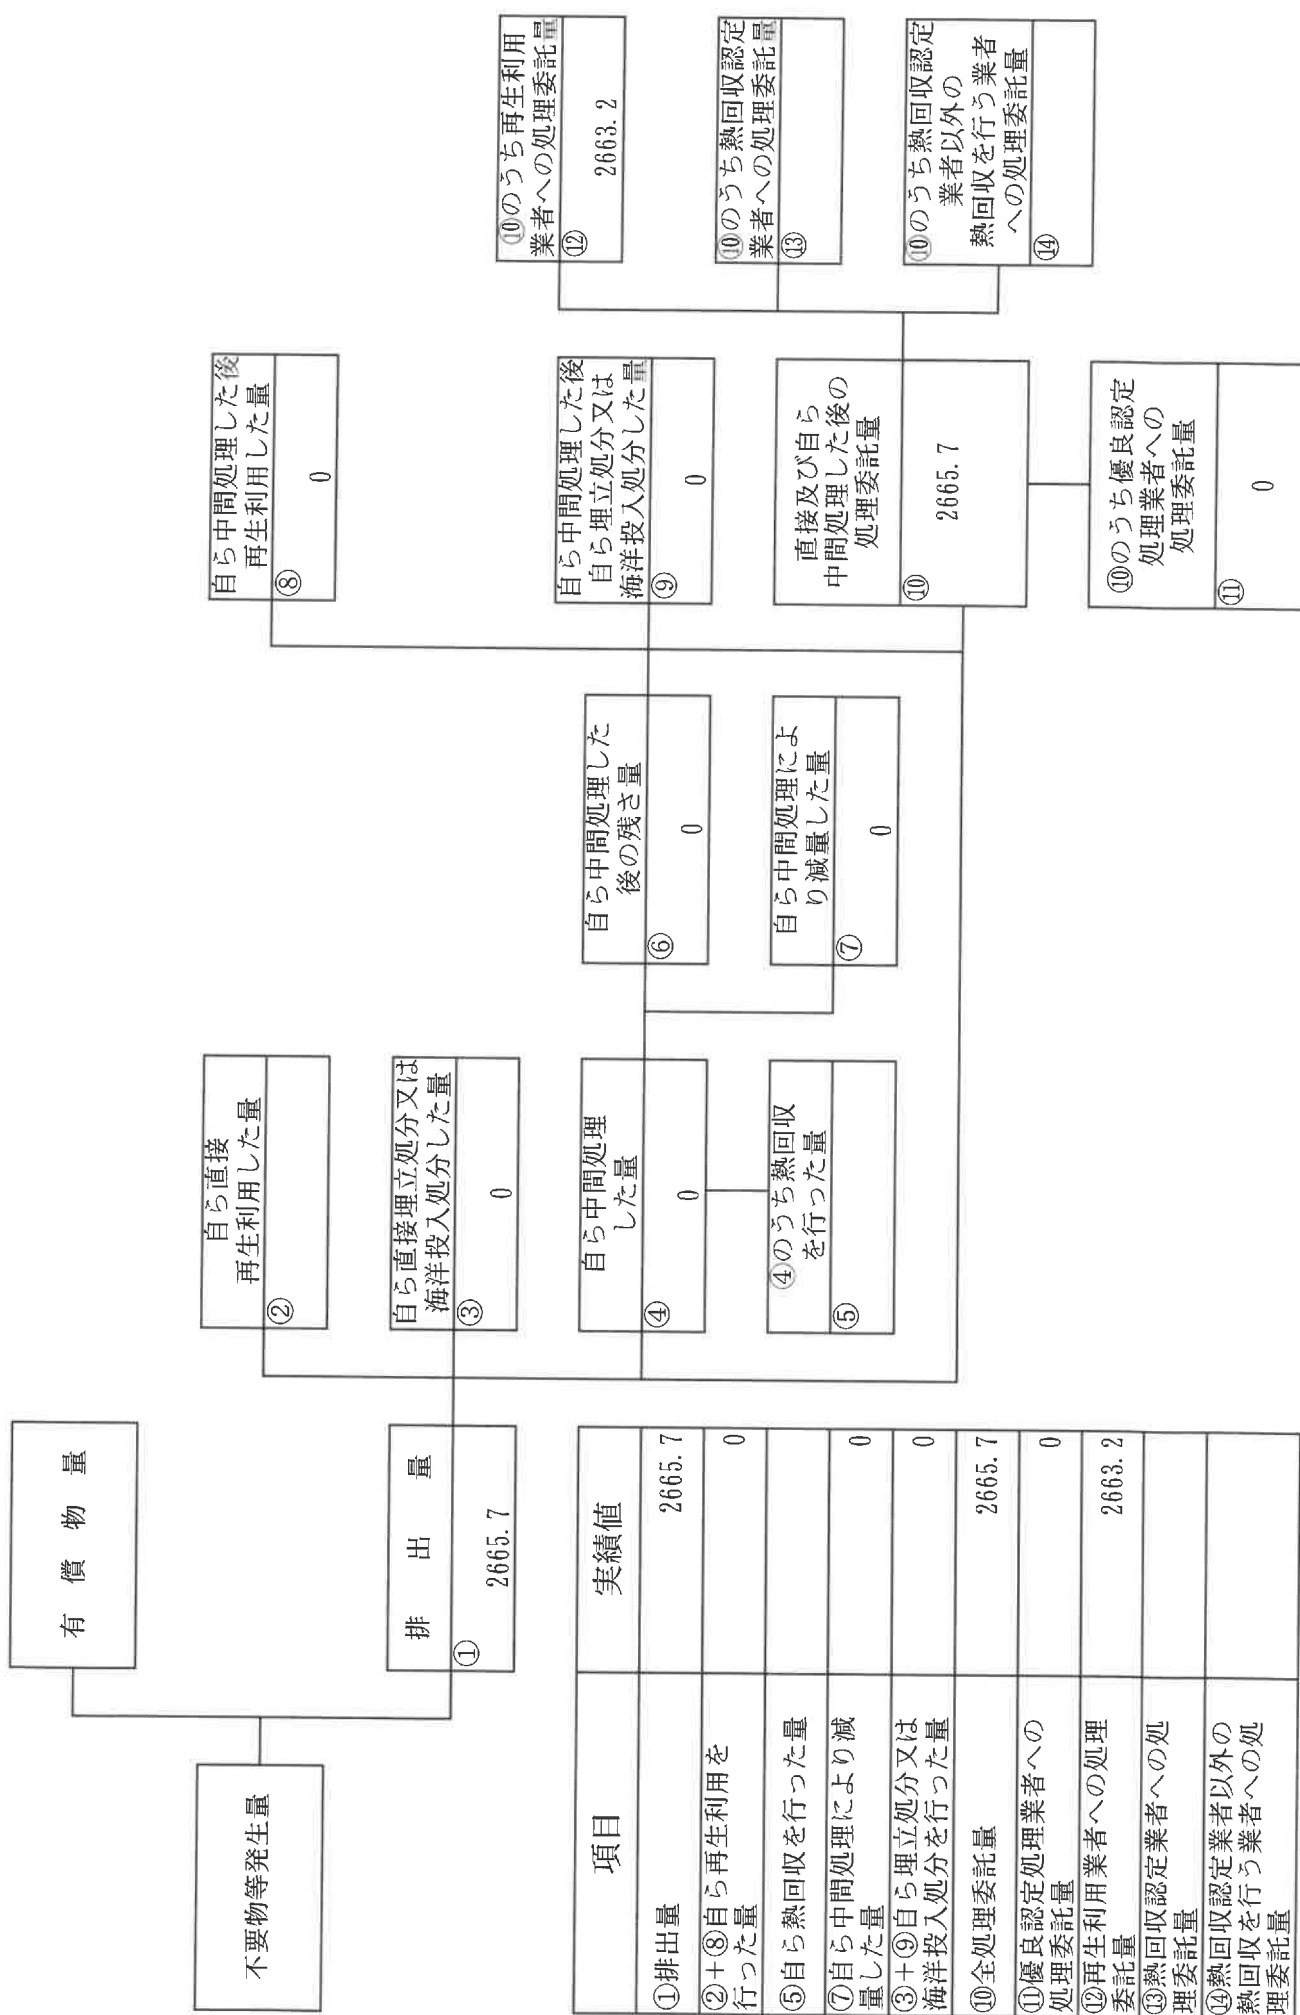 不要物等発生量
有償物量
排出量
①
2665.7
自ら直接
再生利用した量
②
自ら直接埋立処分又は
海洋投入処分した量
③
0
自ら中間処理
した量
④
0
④のうち熱回収
を行った量
⑤
自ら中間処理した
後の残さ量
⑥
0
自ら中間処理によ
り減量した量
⑦
0
自ら中間処理した後
再生利用した量
⑧
0
自ら中間処理した後
自ら埋立処分又は
海洋投入処分した量
⑨
0
直接及び自ら
中間処理した後の
処理委託量
⑩
2665.7
⑩のうち優良認定
処理業者への
処理委託量
⑪
0
⑩のうち再生利用
業者への処理委託量
⑫
2663.2
⑩のうち熱回収認定
業者への処理委託量
⑬
⑩のうち熱回収認定
業者以外の
熱回収を行う業者
への処理委託量
⑭
項目 実績値
①排出量 2665.7
②+⑧自ら再生利用を
行った量 0
⑤自ら熱回収を行った量
⑦自ら中間処理により減
量した量 0
③+⑨自ら埋立処分又は
海洋投入処分を行った量 0
⑩全処理委託量 2665.7
⑪優良認定処理業者への
処理委託量 0
⑫再生利用業者への処理
委託量 2663.2
⑬熱回収認定業者への処
理委託量
⑭熱回収認定業者以外の
熱回収を行う業者への処
理委託量